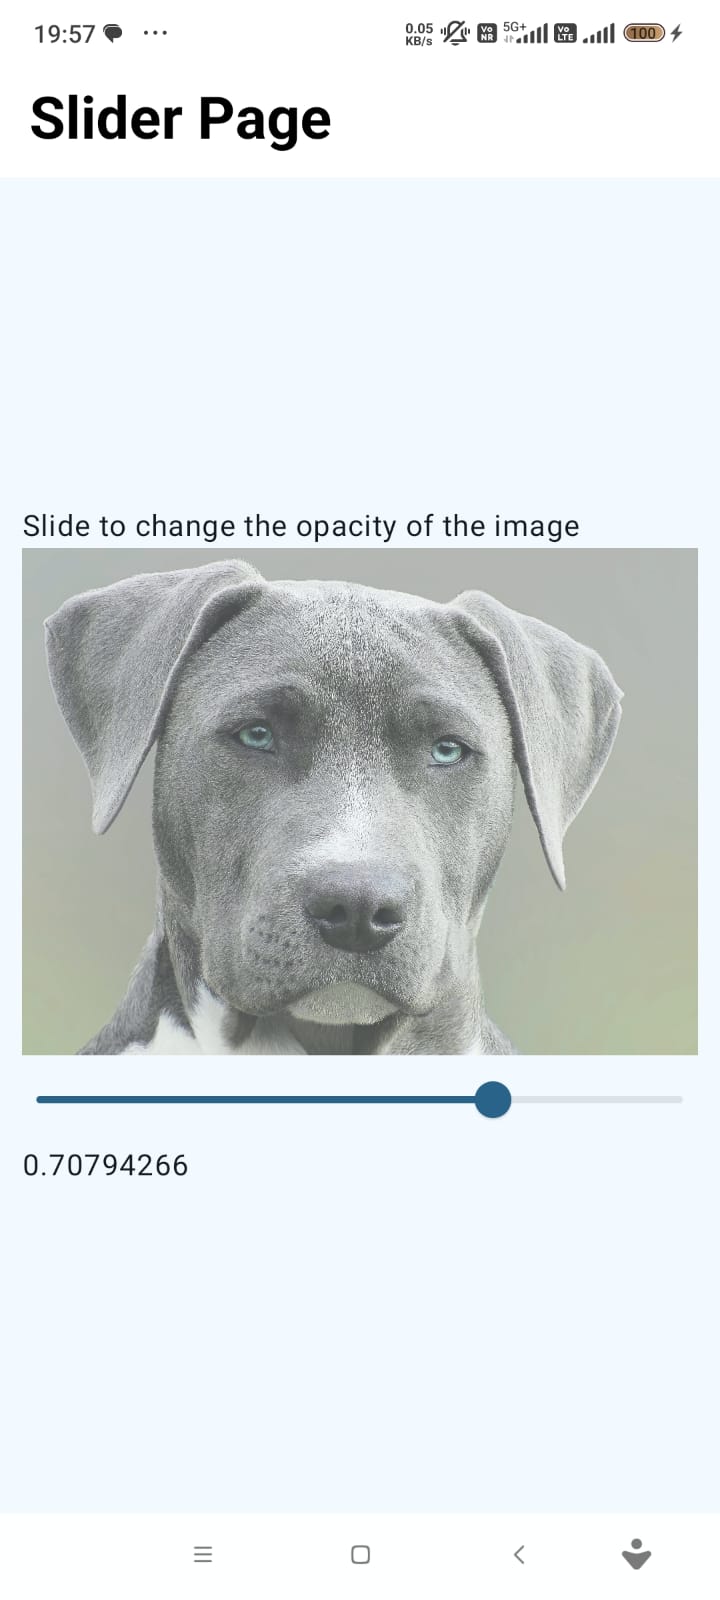 19:57
0.05
KB/s
Vo
NR
5G+
Vo
LTE
100
Slider Page
Slide to change the opacity of the image
0.70794266